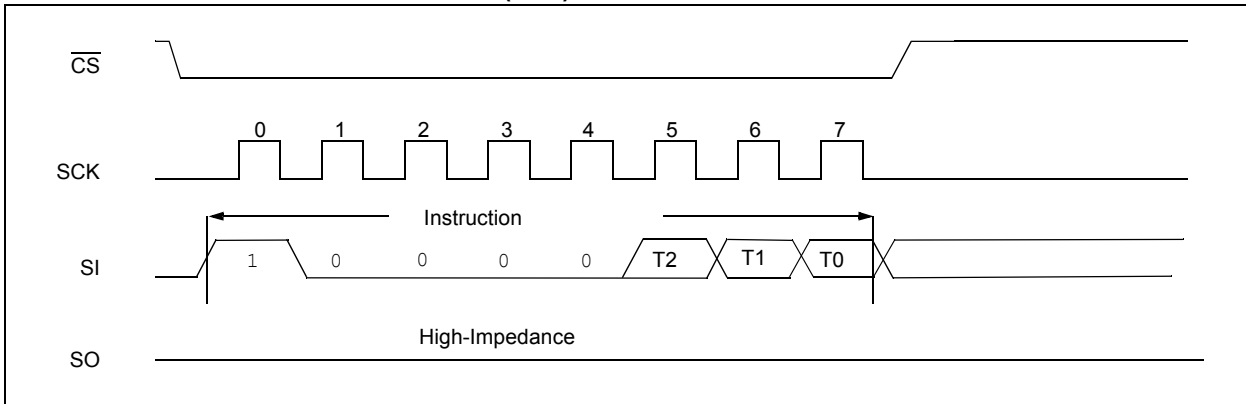 CS
0 1 2 3 4 5 6 7
SCK
Instruction
SI 1 0 0 0 0 T2 T1 T0
High-Impedance
SO